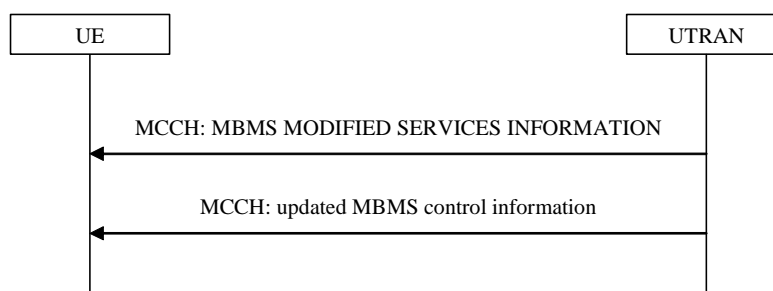 UE
UTRAN
MCCH: MBMS MODIFIED SERVICES INFORMATION
MCCH: updated MBMS control information